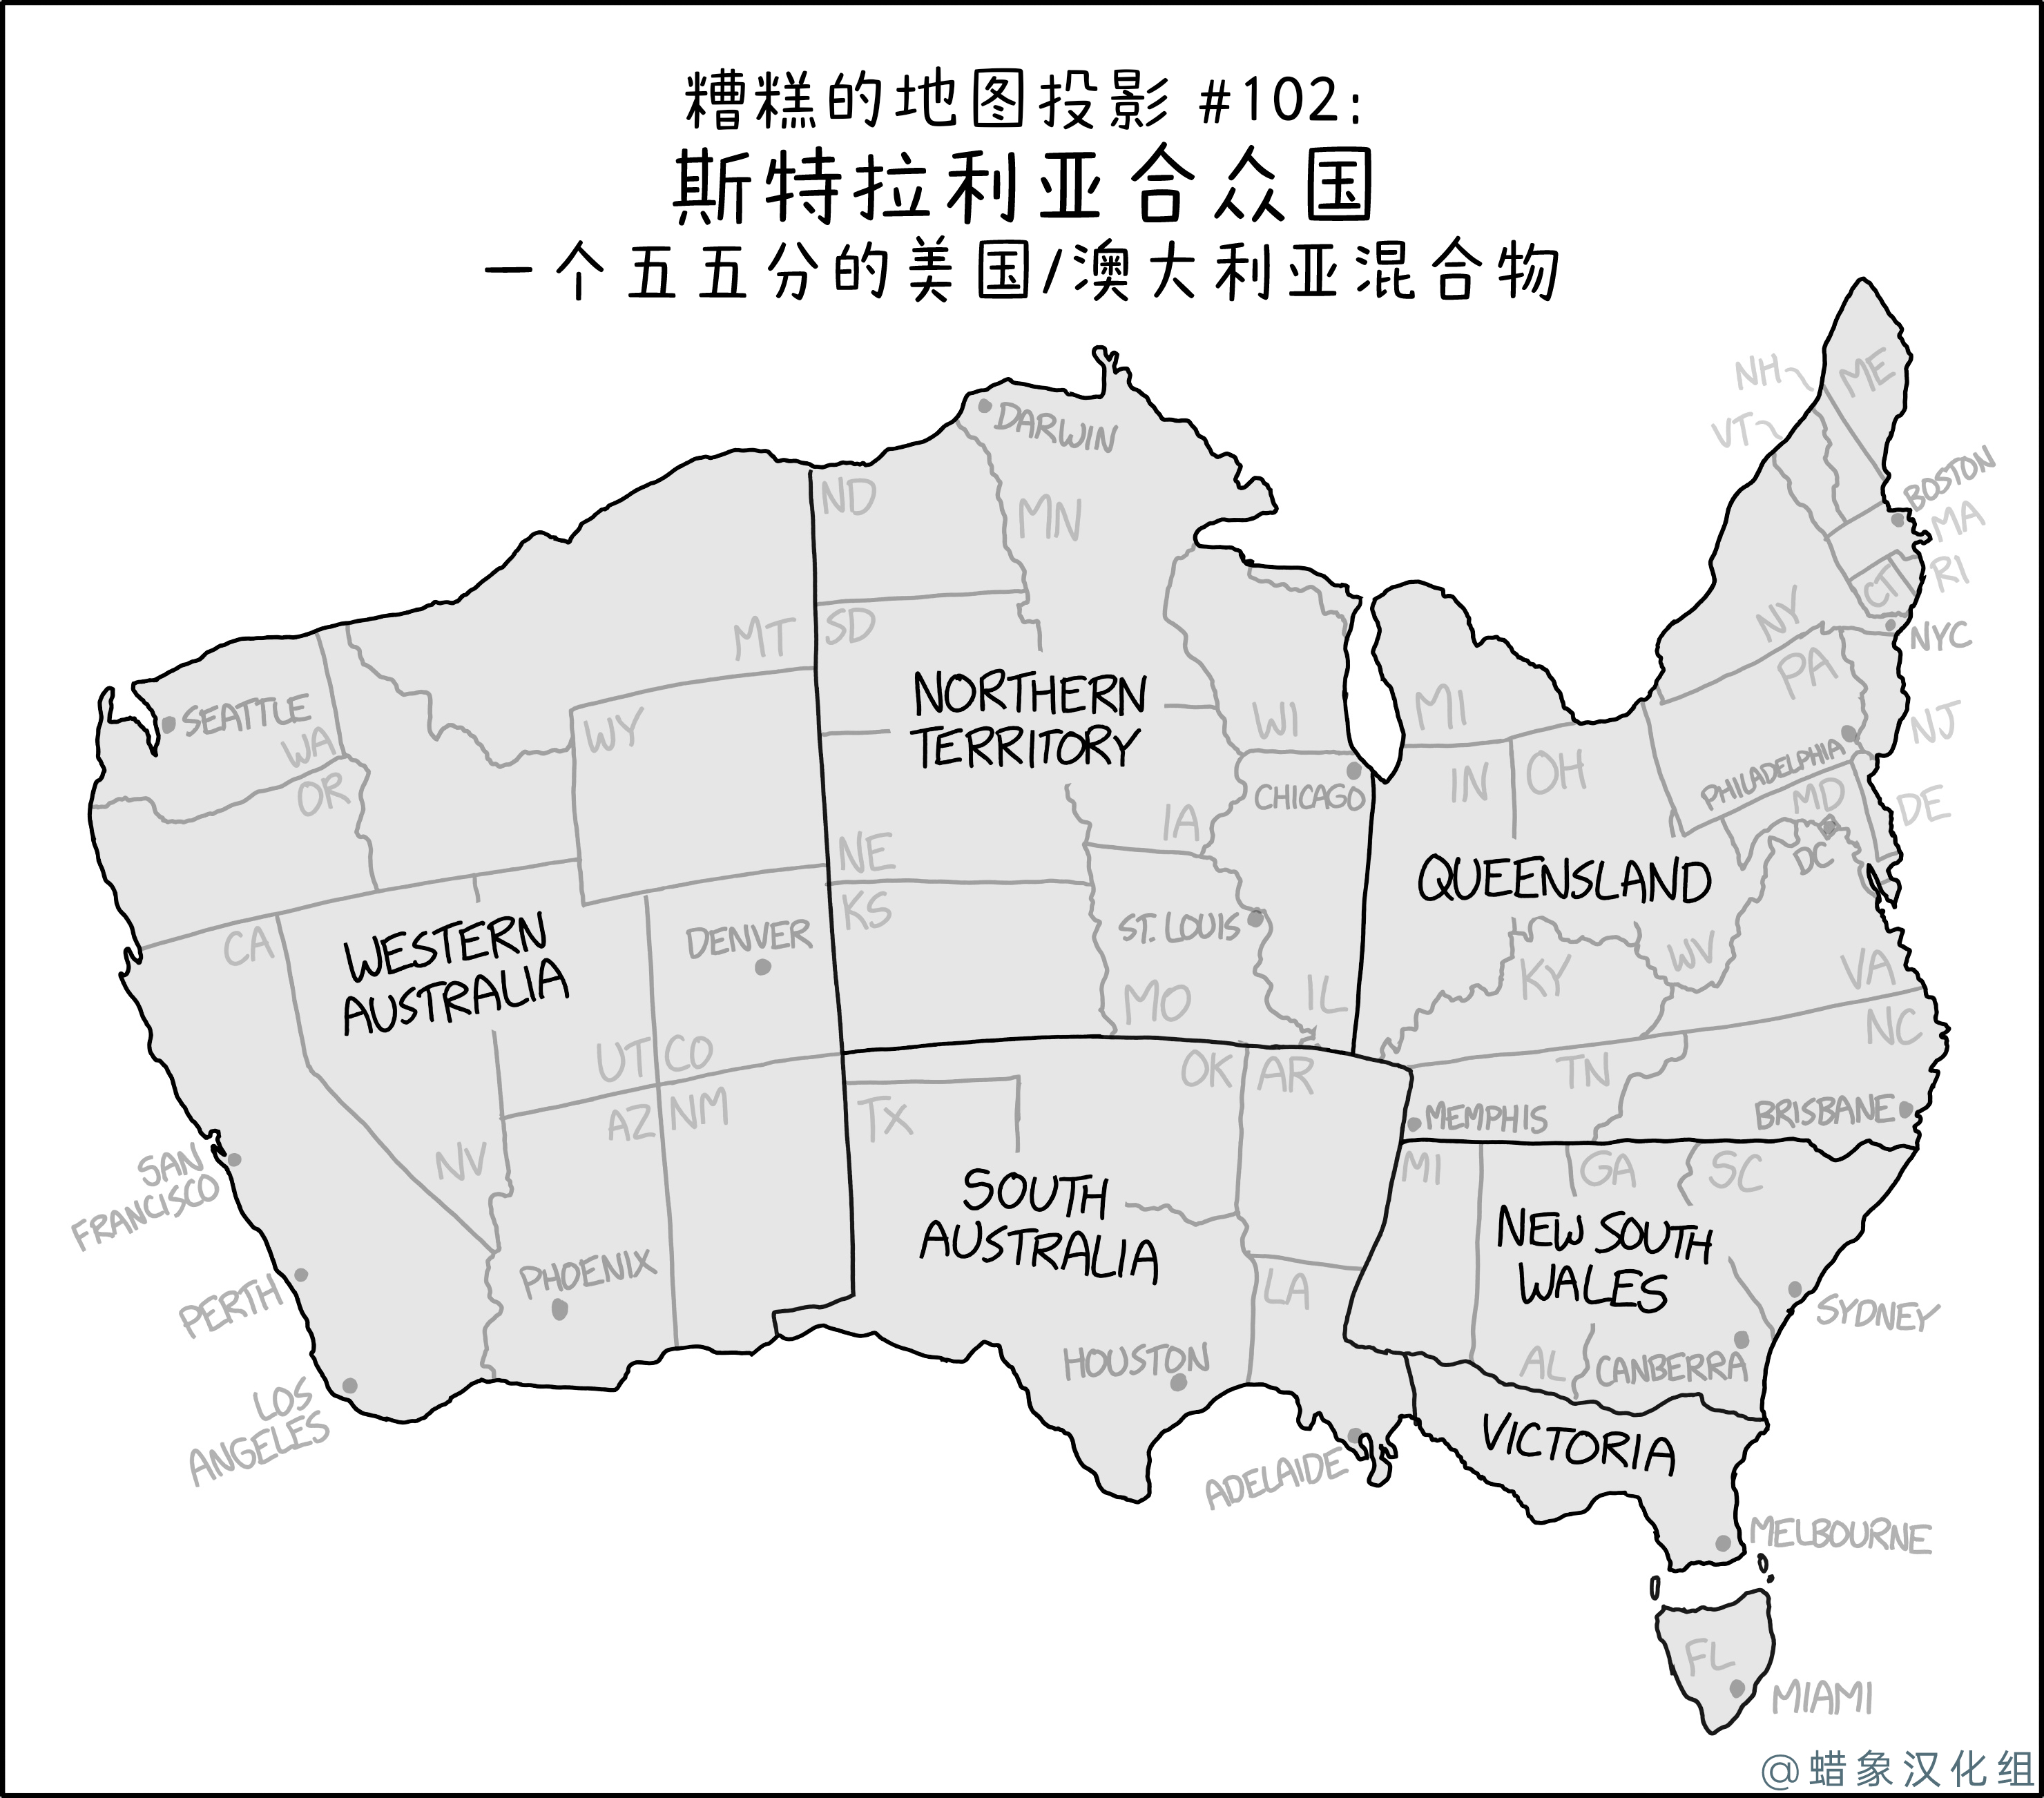 糟糕的地图投影 #102:
斯特拉利亚合众国
一个五五分的美国/澳大利亚混合物
NH
ME
VT
DARWIN
BOSTON
ND
MN
MA
RI
CT
NY
NYC
MT
SD
PA
SEATTLE
WA
OR
WY
NORTHERN
TERRITORY
WI
MI
NJ
CHICAGO
IN
OH
PHILADELPHIA
MD
DE
DC
NE
IA
KS
QUEENSLAND
CA
WESTERN
AUSTRALIA
DENVER
ST. LOUIS
KY
WV
VA
MO
IL
NC
UT
CO
OK
AR
TN
AZ
NM
TX
MEMPHIS
BRISBANE
SAN
FRANCISCO
NV
MI
GA
SC
SOUTH
AUSTRALIA
NEW SOUTH
WALES
PERTH
PHOENIX
LA
SYDNEY
HOUSTON
AL
CANBERRA
LOS
ANGELES
ADELAIDE
VICTORIA
MELBOURNE
FL
MIAMI
@蜡象汉化组